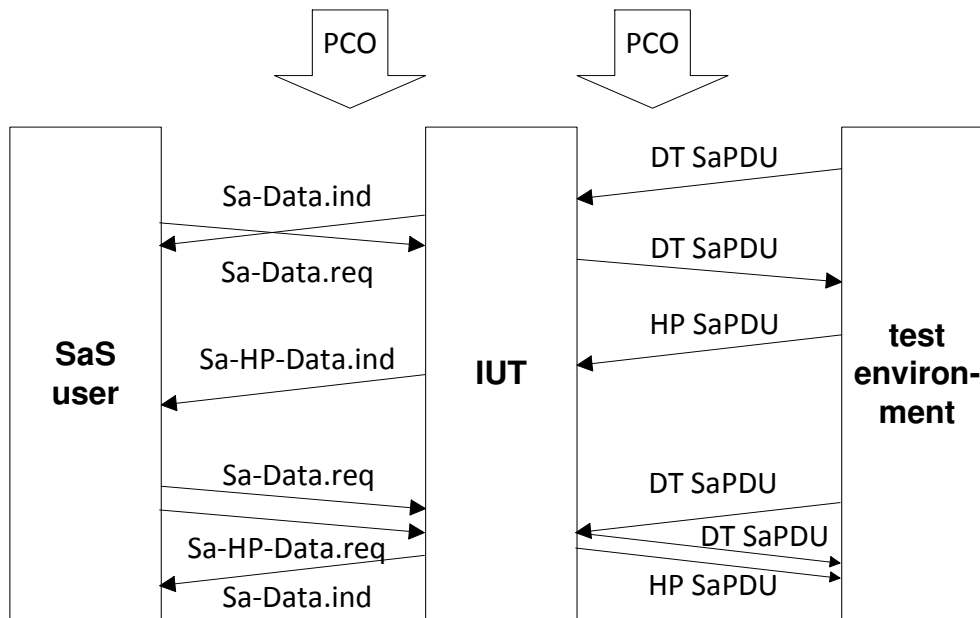 PCO
PCO
DT SaPDU
Sa-Data.ind
DT SaPDU
Sa-Data.req
HP SaPDU
SaS
user
Sa-HP-Data.ind
IUT
test
environ-
ment
Sa-Data.req
DT SaPDU
DT SaPDU
Sa-HP-Data.req
HP SaPDU
Sa-Data.ind